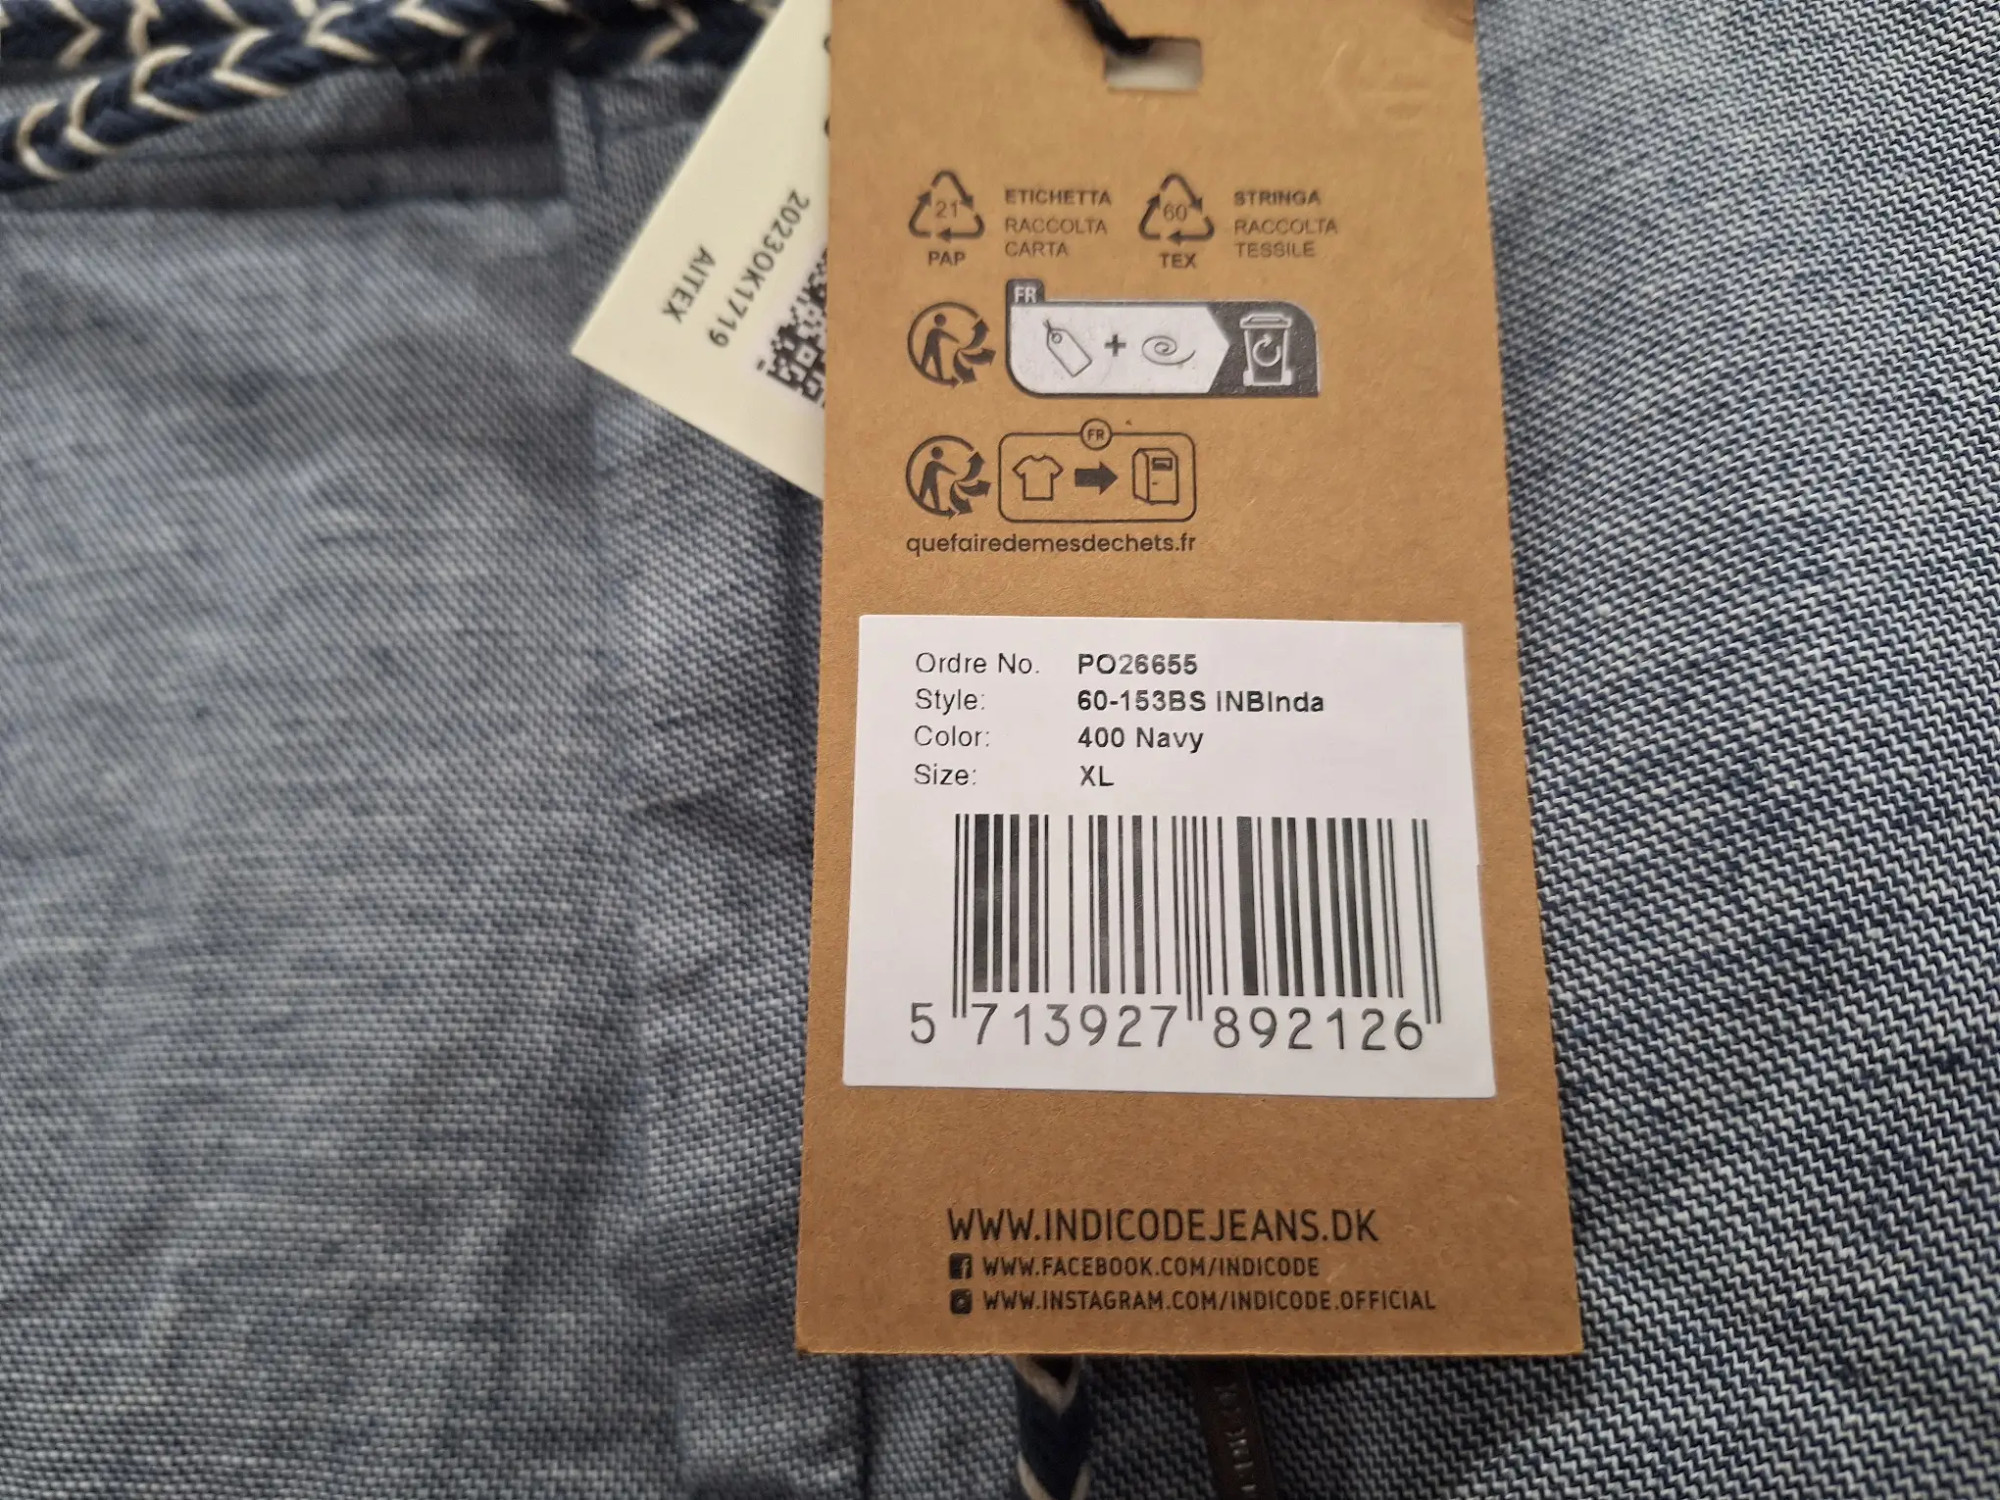 20230K1719
AITEX
21
PAP
ETICHETTA
RACCOLTA
CARTA
60
TEX
STRINGA
RACCOLTA
TESSILE
FR
FR
quefairedemesdechets.fr
Ordre No. PO26655
Style: 60-153BS INBInda
Color: 400 Navy
Size: XL
5 713927 892126
WWW.INDICODEJEANS.DK
WWW.FACEBOOK.COM/INDICODE
WWW.INSTAGRAM.COM/INDICODE.OFFICIAL